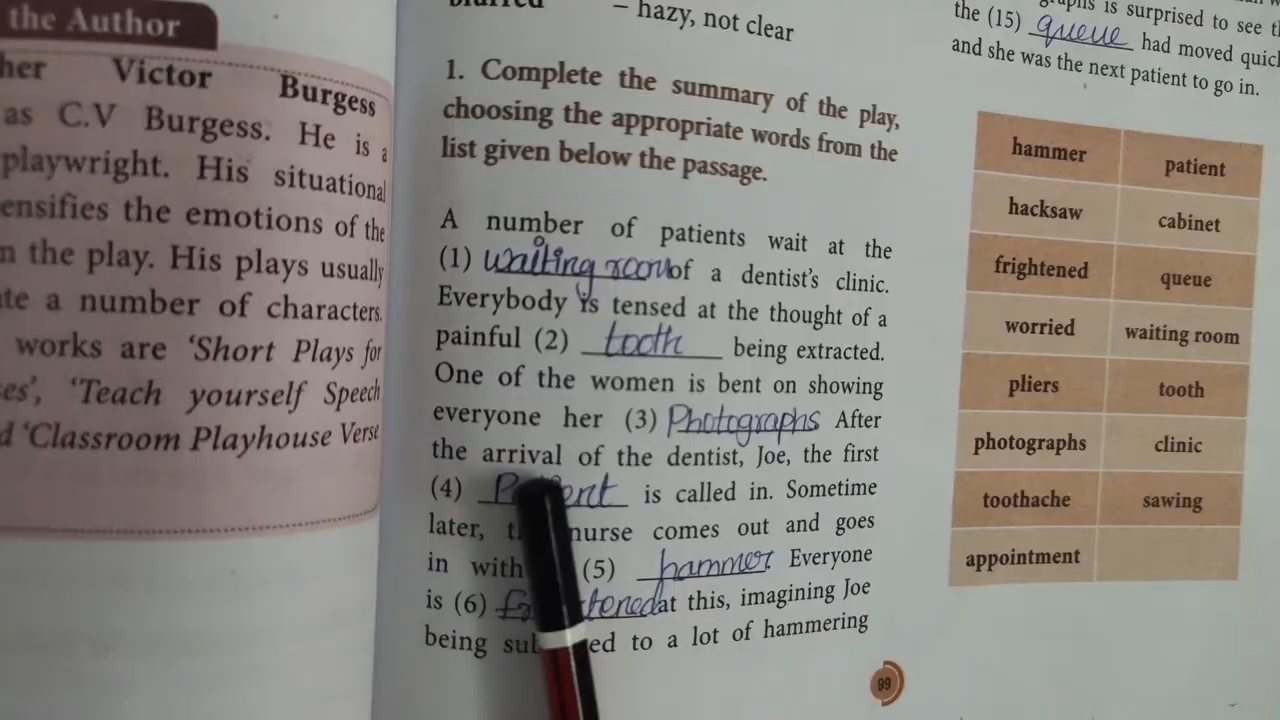 the Author
her Victor Burgess
as C.V Burgess. He is a
playwright. His situational
ensifies the emotions of the
n the play. His plays usually
te a number of characters.
works are ‘Short Plays for
es’, ‘Teach yourself Speech
d ‘Classroom Playhouse Verse
– hazy, not clear
1. Complete the summary of the play,
choosing the appropriate words from the
list given below the passage.
A number of patients wait at the
(1) waiting room of a dentist’s clinic.
Everybody is tensed at the thought of a
painful (2) tooth being extracted.
One of the women is bent on showing
everyone her (3) Photographs After
the arrival of the dentist, Joe, the first
(4) Patient is called in. Sometime
later, nurse comes out and goes
in with (5) hammer. Everyone
is (6) at this, imagining Joe
being to a lot of hammering
99
is surprised to see
the (15) queue had moved quick
and she was the next patient to go in.
hammer patient
hacksaw cabinet
frightened queue
worried waiting room
pliers tooth
photographs clinic
toothache sawing
appointment